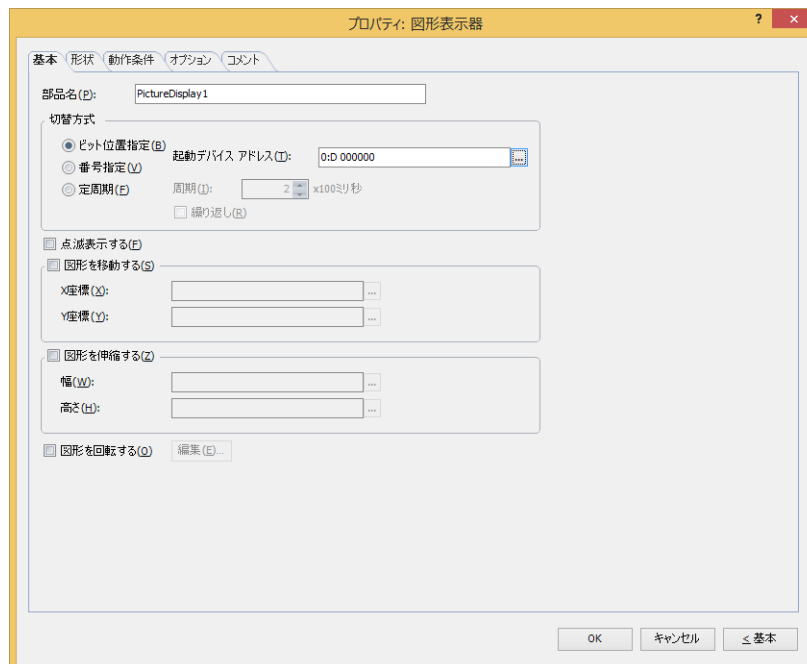 プロパティ: 図形表示器
?
×
基本 形状 動作条件 オプション コメント
部品名(P): PictureDisplay1
切替方式
ビット位置指定(B)
起動デバイス アドレス(T): 0:D 000000 ...
番号指定(V)
定周期(F) 周期(I): 2 x100ミリ秒
繰り返し(R)
点滅表示する(F)
図形を移動する(S)
X座標(X): ...
Y座標(Y): ...
図形を伸縮する(Z)
幅(W): ...
高さ(H): ...
図形を回転する(O) 編集(E)...
OK キャンセル < 基本